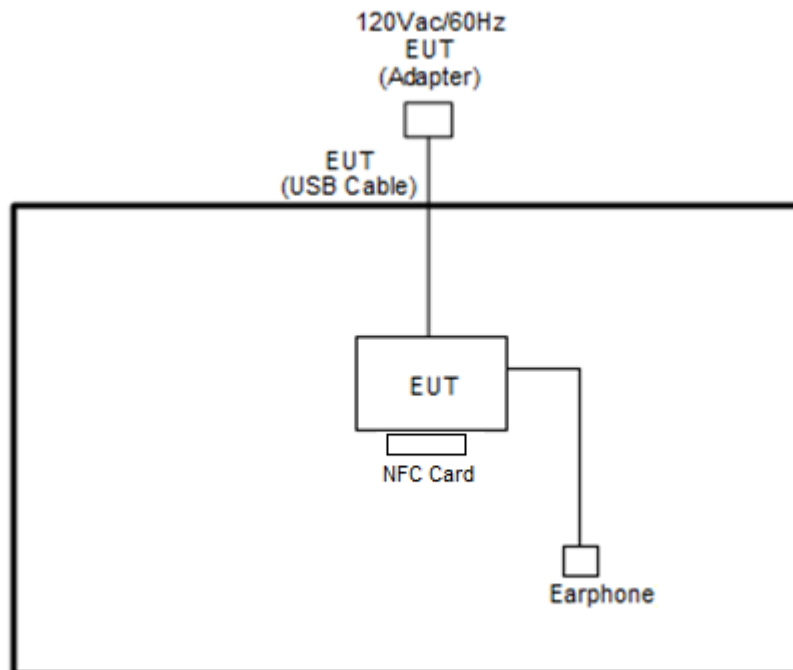 120Vac/60Hz
EUT
(Adapter)
EUT
(USB Cable)
EUT
NFC Card
Earphone